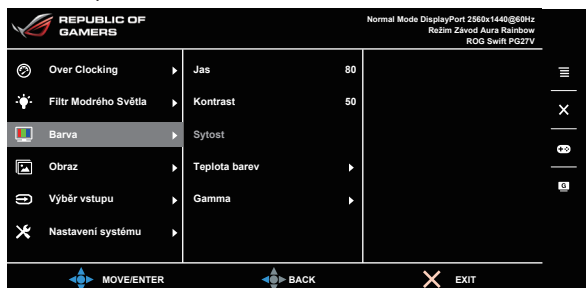 REPUBLIC OF
GAMERS
Normal Mode DisplayPort 2560x1440@60Hz
Režim Závod Aura Rainbow
ROG Swift PG27V
Over Clocking
Jas 80
Filtr Modrého Světla
Kontrast 50
Barva
Sytost
Obraz
Teplota barev
Výběr vstupu
Gamma
Nastavení systému
G
MOVE/ENTER BACK EXIT